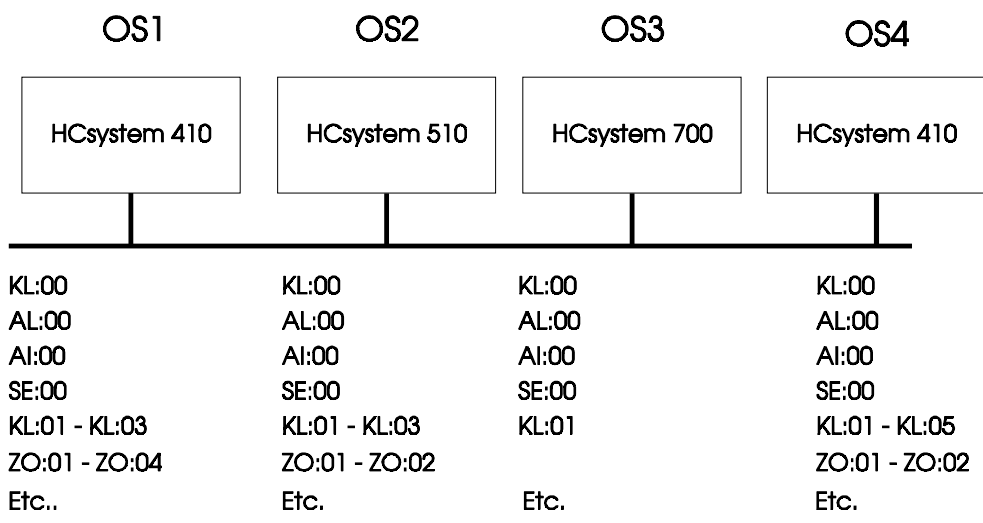 OS1 OS2 OS3 OS4
HCsystem 410 HCsystem 510 HCsystem 700 HCsystem 410
KL:00 KL:00 KL:00 KL:00
AL:00 AL:00 AL:00 AL:00
AI:00 AI:00 AI:00 AI:00
SE:00 SE:00 SE:00 SE:00
KL:01 - KL:03 KL:01 - KL:03 KL:01 KL:01 - KL:05
ZO:01 - ZO:04 ZO:01 - ZO:02 ZO:01 - ZO:02
Etc.. Etc. Etc. Etc.